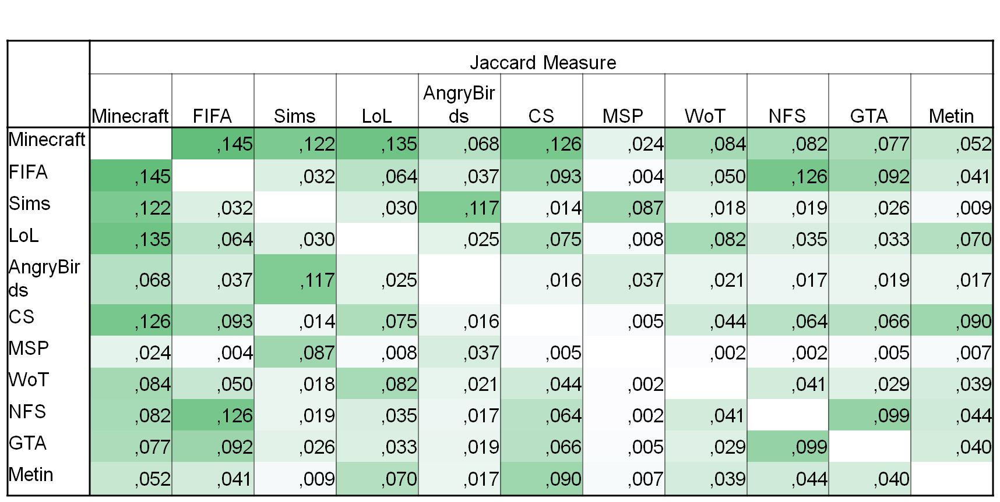 Jaccard Measure
Minecraft FIFA Sims LoL AngryBir
ds CS MSP WoT NFS GTA Metin
Minecraft ,145 ,122 ,135 ,068 ,126 ,024 ,084 ,082 ,077 ,052
FIFA ,145 ,032 ,064 ,037 ,093 ,004 ,050 ,126 ,092 ,041
Sims ,122 ,032 ,030 ,117 ,014 ,087 ,018 ,019 ,026 ,009
LoL ,135 ,064 ,030 ,025 ,075 ,008 ,082 ,035 ,033 ,070
AngryBir
ds ,068 ,037 ,117 ,025 ,016 ,037 ,021 ,017 ,019 ,017
CS ,126 ,093 ,014 ,075 ,016 ,005 ,044 ,064 ,066 ,090
MSP ,024 ,004 ,087 ,008 ,037 ,005 ,002 ,002 ,005 ,007
WoT ,084 ,050 ,018 ,082 ,021 ,044 ,002 ,041 ,029 ,039
NFS ,082 ,126 ,019 ,035 ,017 ,064 ,002 ,041 ,099 ,044
GTA ,077 ,092 ,026 ,033 ,019 ,066 ,005 ,029 ,099 ,040
Metin ,052 ,041 ,009 ,070 ,017 ,090 ,007 ,039 ,044 ,040